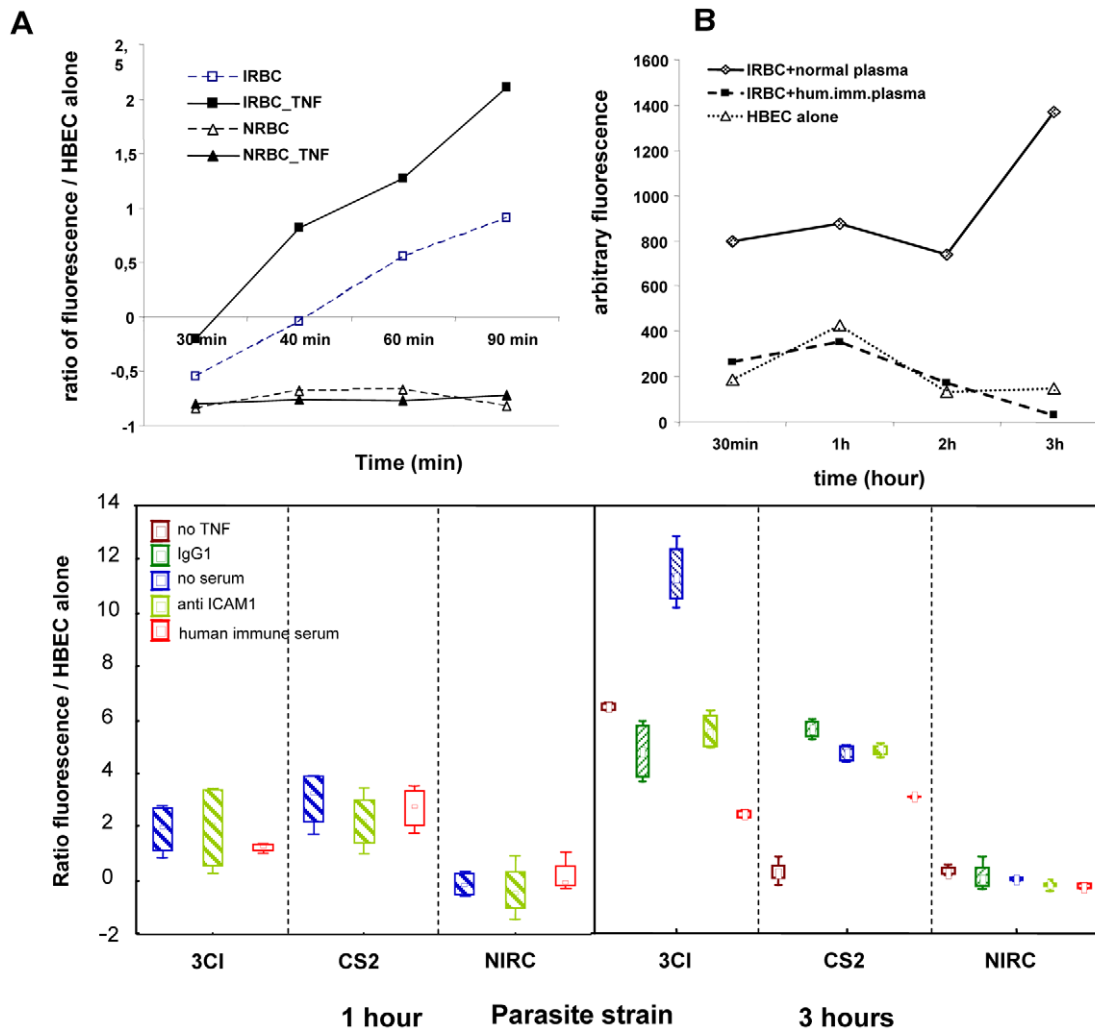 A
2,
5
2
1,5
1
0,5
0
-0,5
-1
ratio of fluorescence / HBEC alone
IRBC
IRBC_TNF
NRBC
NRBC_TNF
30 min
40 min
60 min
90 min
Time (min)
B
1600
1400
1200
1000
800
600
400
200
0
arbitrary fluorescence
IRBC+normal plasma
IRBC+hum.imm.plasma
HBEC alone
30min
1h
2h
3h
time (hour)
14
12
10
8
6
4
2
0
−2
Ratio fluorescence / HBEC alone
no TNF
IgG1
no serum
anti ICAM1
human immune serum
3CI
CS2
NIRC
3CI
CS2
NIRC
1 hour
Parasite strain
3 hours